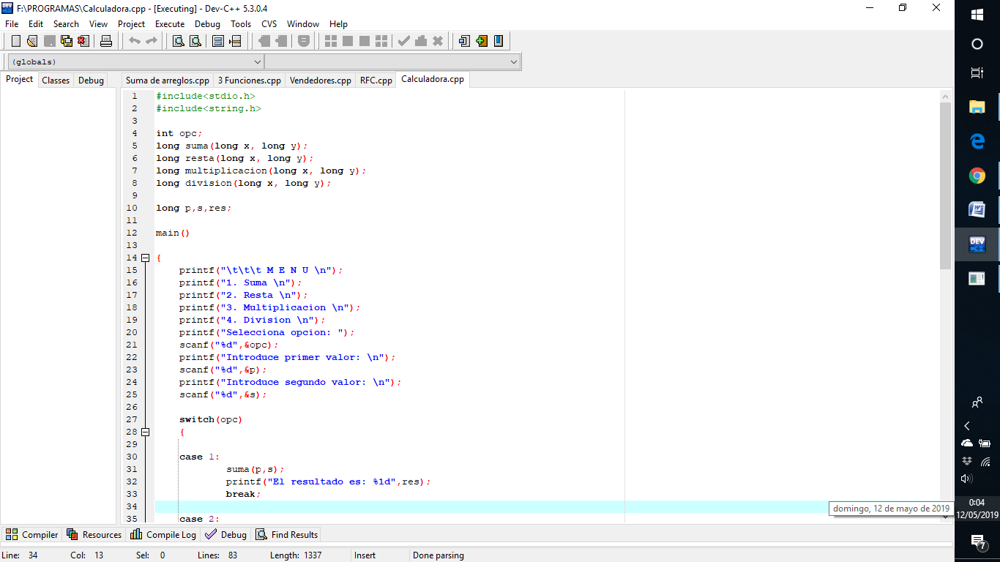 F:\PROGRAMAS\Calculadora.cpp - [Executing] - Dev-C++ 5.3.0.4
File Edit Search View Project Execute Debug Tools CVS Window Help
(globals)
Project Classes Debug
Suma de arreglos.cpp 3 Funciones.cpp Vendedores.cpp RFC.cpp Calculadora.cpp
1 #include<stdio.h>
2 #include<string.h>
3
4 int opc;
5 long suma(long x, long y);
6 long resta(long x, long y);
7 long multiplicacion(long x, long y);
8 long division(long x, long y);
9
10 long p,s,res;
11
12 main()
13
14 {
15 printf("\t\t\t M E N U \n");
16 printf("1. Suma \n");
17 printf("2. Resta \n");
18 printf("3. Multiplicacion \n");
19 printf("4. Division \n");
20 printf("Selecciona opcion: ");
21 scanf("%d",&opc);
22 printf("Introduce primer valor: \n");
23 scanf("%d",&p);
24 printf("Introduce segundo valor: \n");
25 scanf("%d",&s);
26
27 switch(opc)
28 {
29
30 case 1:
31 suma(p,s);
32 printf("El resultado es: %1d",res);
33 break;
34
35 case 2:
Compiler Resources Compile Log Debug Find Results
Line: 34 Col: 13 Sel: 0 Lines: 83 Length: 1337 Insert Done parsing
DEV
domingo, 12 de mayo de 2019
0:04
12/05/2019
7